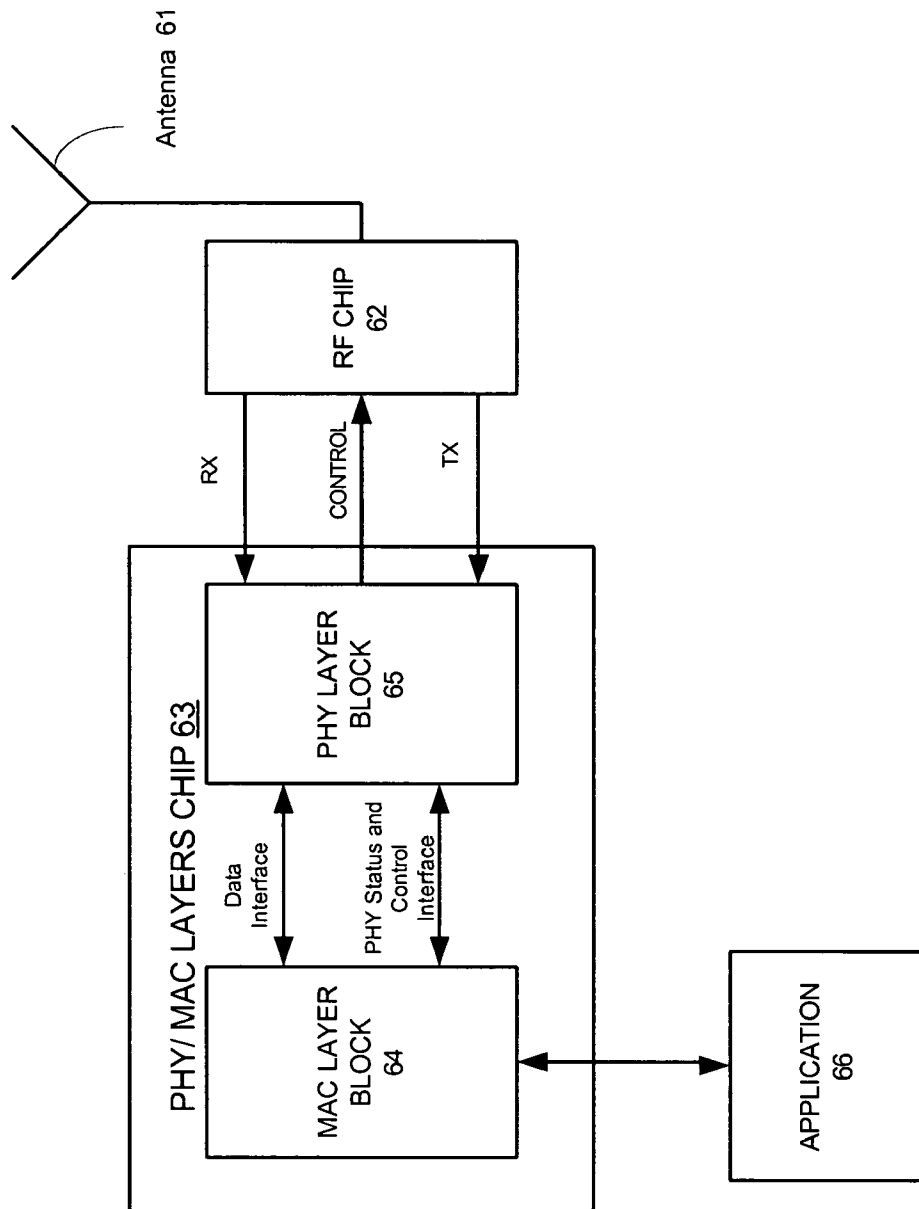 Antenna 61
RF CHIP
62
RX
CONTROL
TX
PHY/ MAC LAYERS CHIP 63
PHY LAYER
BLOCK
65
Data
Interface
PHY Status and
Control
Interface
MAC LAYER
BLOCK
64
APPLICATION
66